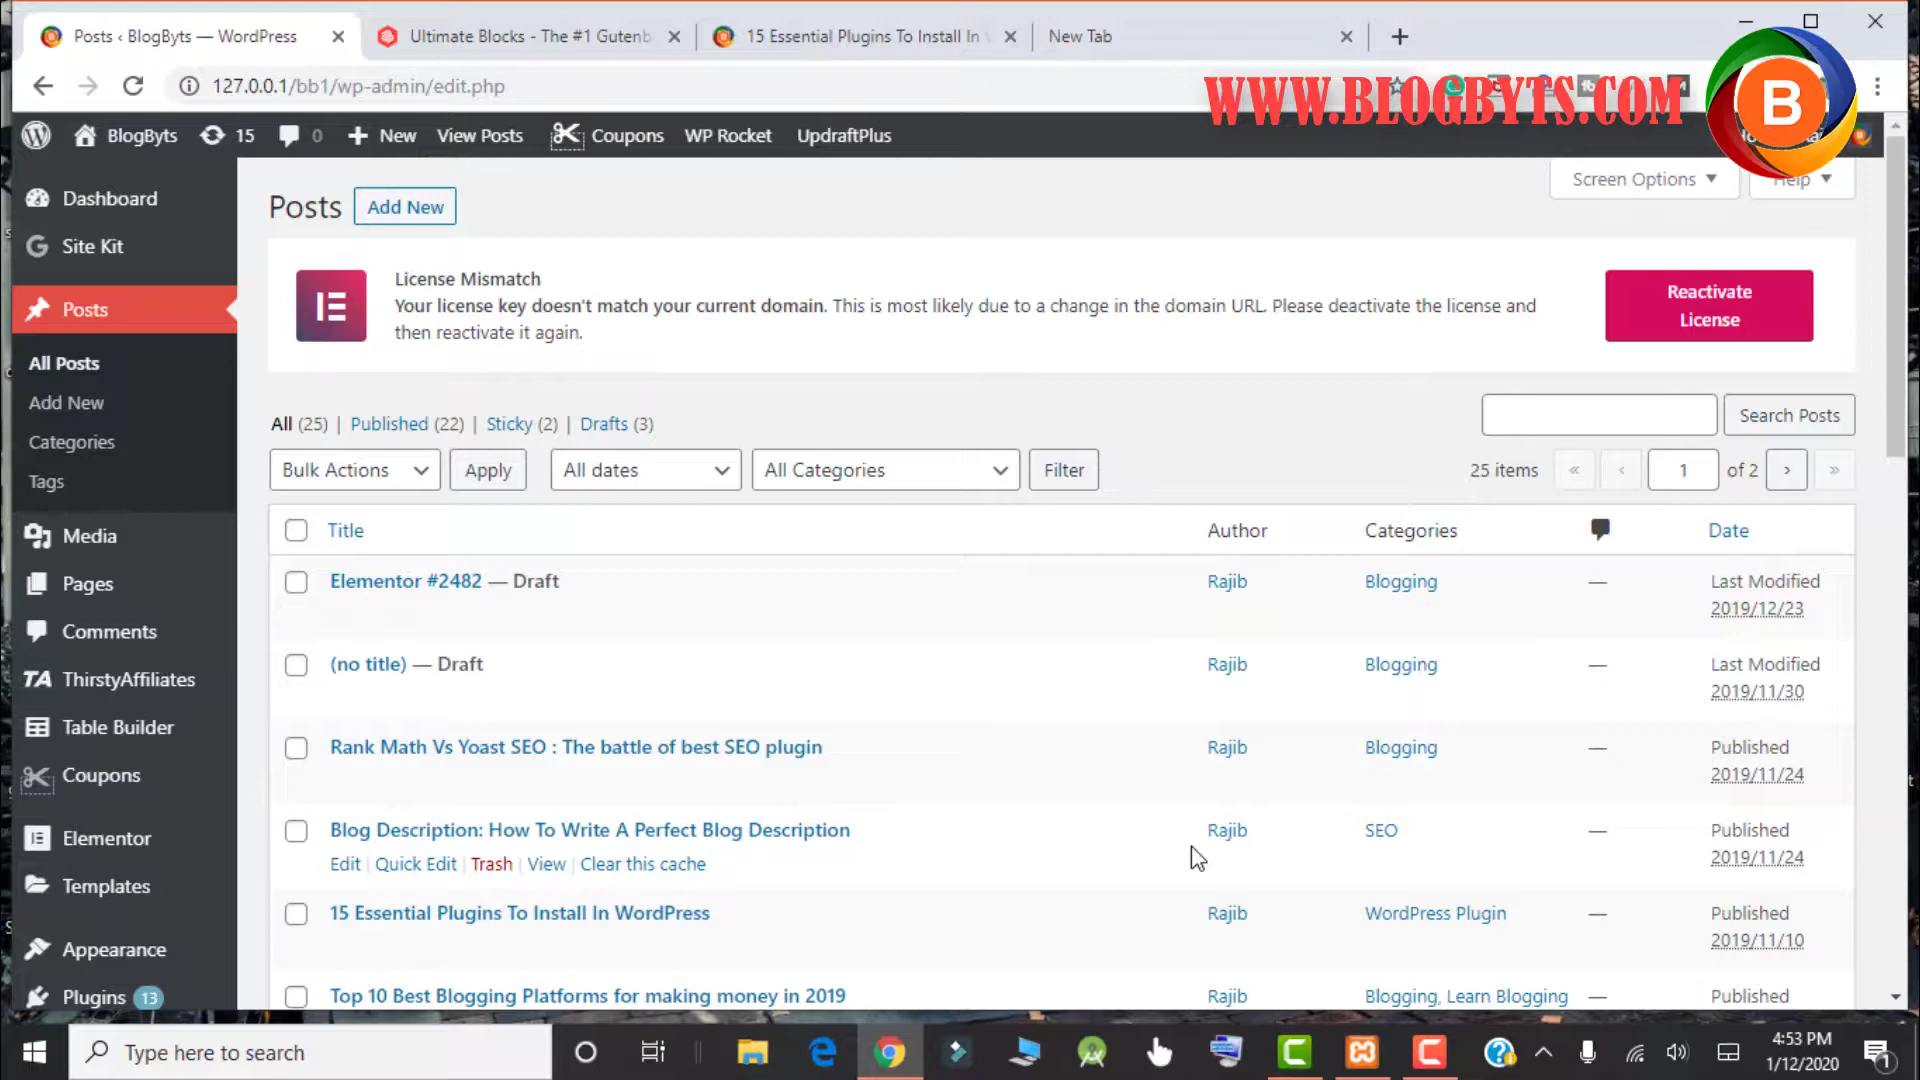 Posts ‹ BlogByts — WordPress
Ultimate Blocks - The #1 Gutenb
15 Essential Plugins To Install In
New Tab
127.0.0.1/bb1/wp-admin/edit.php
WWW.BLOGBYTS.COM
B
BlogByts
15
0
New
View Posts
Coupons
WP Rocket
UpdraftPlus
Dashboard
Site Kit
Posts
All Posts
Add New
Categories
Tags
Media
Pages
Comments
TA ThirstyAffiliates
Table Builder
Coupons
Elementor
Templates
Appearance
Plugins 13
Posts
Add New
Screen Options
Help
License Mismatch
Your license key doesn't match your current domain. This is most likely due to a change in the domain URL. Please deactivate the license and
then reactivate it again.
Reactivate
License
All (25) | Published (22) | Sticky (2) | Drafts (3)
Search Posts
Bulk Actions
Apply
All dates
All Categories
Filter
25 items « ‹ 1 of 2 › »
Title Author Categories Date
Elementor #2482 — Draft Rajib Blogging — Last Modified
2019/12/23
(no title) — Draft Rajib Blogging — Last Modified
2019/11/30
Rank Math Vs Yoast SEO : The battle of best SEO plugin Rajib Blogging — Published
2019/11/24
Blog Description: How To Write A Perfect Blog Description Rajib SEO — Published
Edit | Quick Edit | Trash | View | Clear this cache 2019/11/24
15 Essential Plugins To Install In WordPress Rajib WordPress Plugin — Published
2019/11/10
Top 10 Best Blogging Platforms for making money in 2019 Rajib Blogging, Learn Blogging — Published
Type here to search
4:53 PM
1/12/2020
1